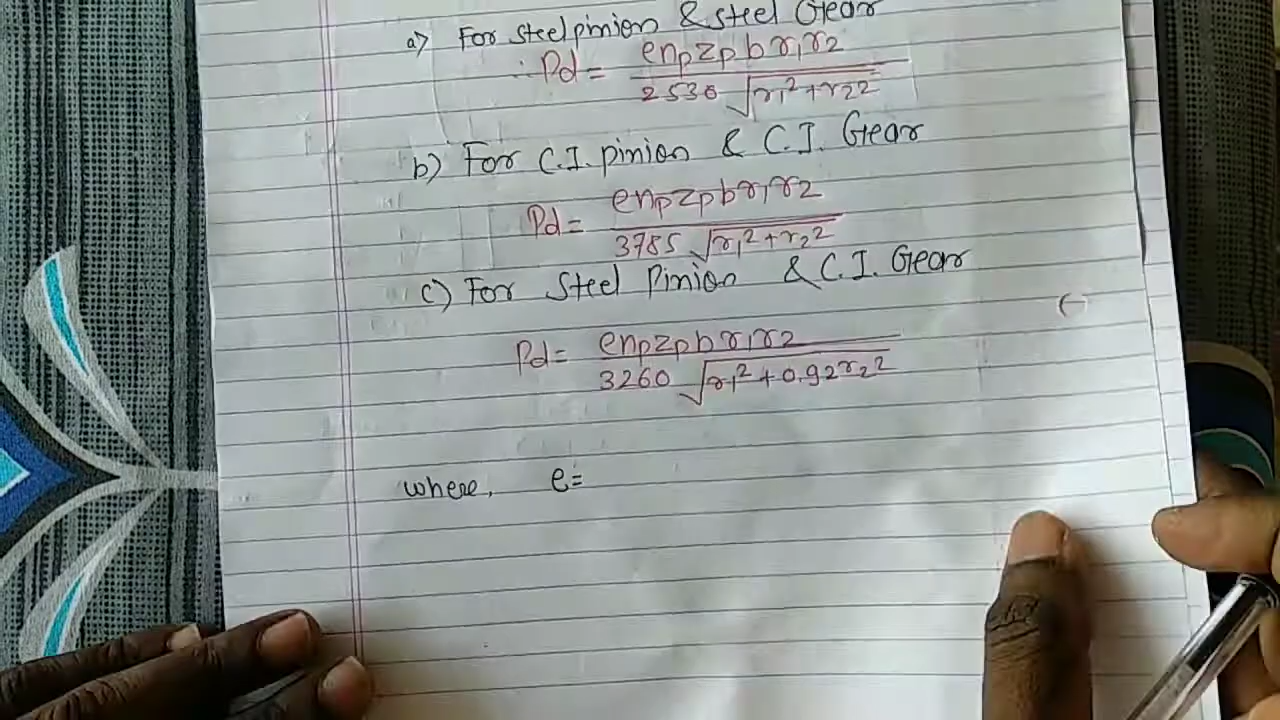 a) For steel pinion & steel Gear
∴ Pd = enpzpbr1r2 / 2530 √r1²+r2²
b) For C.I. pinion & C.I. Gear
Pd = enpzpbr1r2 / 3785 √r1²+r2²
c) For Steel Pinion & C.I. Gear
Pd = enpzpbr1r2 / 3260 √r1²+0.92r2²
where, e=